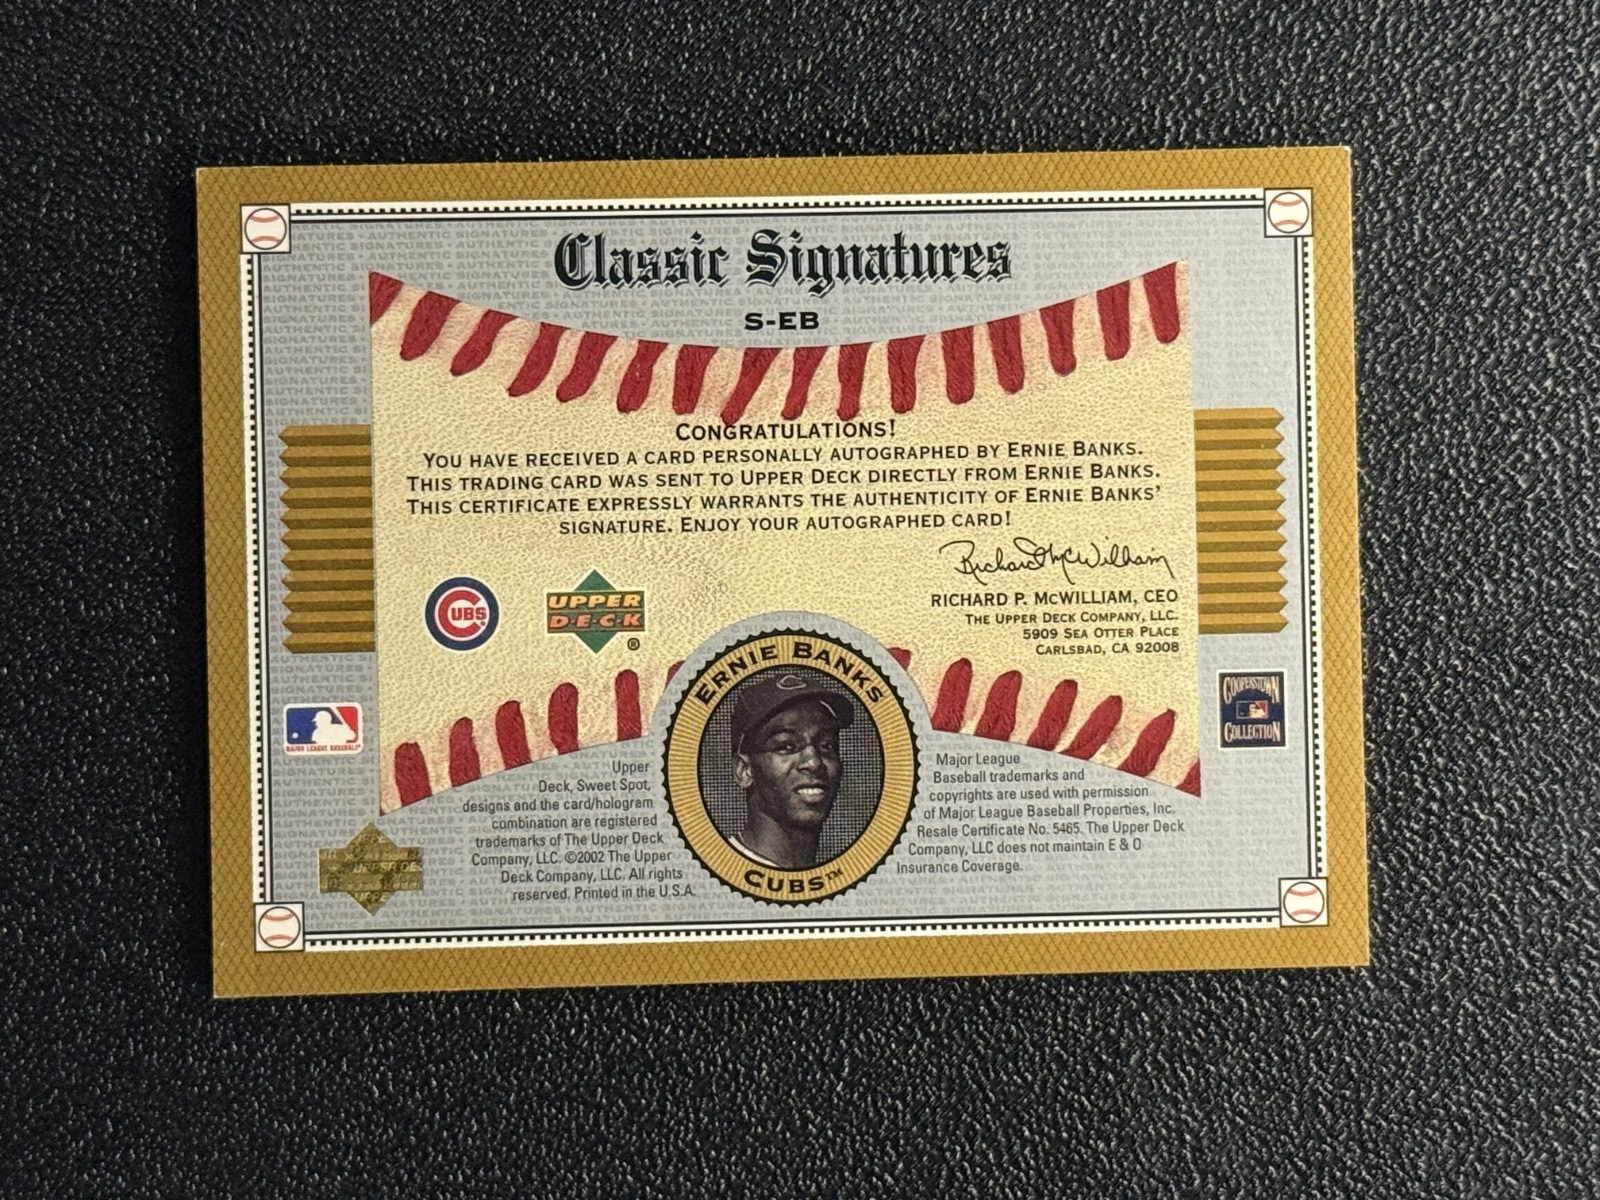 Classic Signatures
S-EB
CONGRATULATIONS!
YOU HAVE RECEIVED A CARD PERSONALLY AUTOGRAPHED BY ERNIE BANKS.
THIS TRADING CARD WAS SENT TO UPPER DECK DIRECTLY FROM ERNIE BANKS.
THIS CERTIFICATE EXPRESSLY WARRANTS THE AUTHENTICITY OF ERNIE BANKS'
SIGNATURE. ENJOY YOUR AUTOGRAPHED CARD!
Richard McWilliam
RICHARD P. MCWILLIAM, CEO
THE UPPER DECK COMPANY, LLC.
5909 SEA OTTER PLACE
CARLSBAD, CA 92008
CUBS
UPPER
D·E·C·K
®
ERNIE BANKS
CUBS™
MAJOR LEAGUE BASEBALL
COOPERSTOWN
COLLECTION
Upper
Deck, Sweet Spot,
designs and the card/hologram
combination are registered
trademarks of The Upper Deck
Company, LLC. ©2002 The Upper
Deck Company, LLC. All rights
reserved. Printed in the U.S.A.
Major League
Baseball trademarks and
copyrights are used with permission
of Major League Baseball Properties, Inc.
Resale Certificate No. 5465. The Upper Deck
Company, LLC does not maintain E & O
Insurance Coverage.